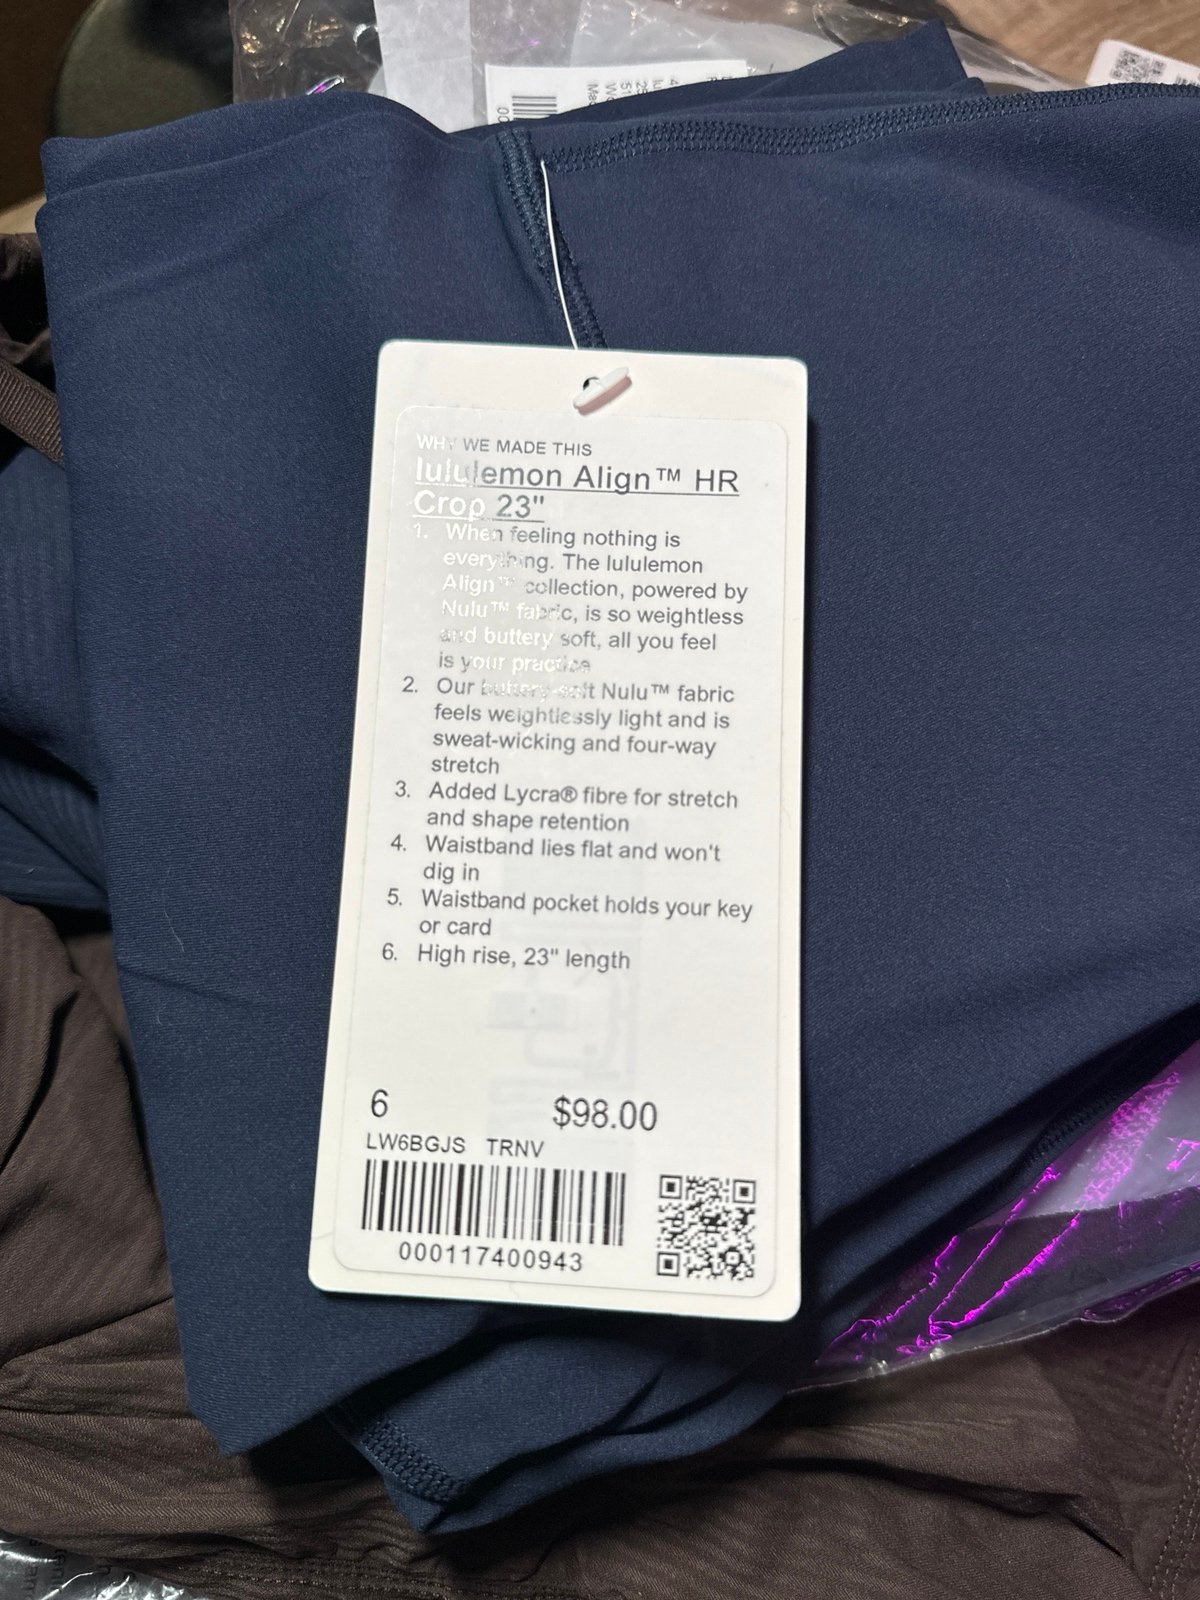 WHY WE MADE THIS
lululemon Align™ HR
Crop 23"
1. When feeling nothing is
everything. The lululemon
Align™ collection, powered by
Nulu™ fabric, is so weightless
and buttery soft, all you feel
is your practice
2. Our buttery-soft Nulu™ fabric
feels weightlessly light and is
sweat-wicking and four-way
stretch
3. Added Lycra® fibre for stretch
and shape retention
4. Waistband lies flat and won't
dig in
5. Waistband pocket holds your key
or card
6. High rise, 23" length
6 $98.00
LW6BGJS TRNV
000117400943